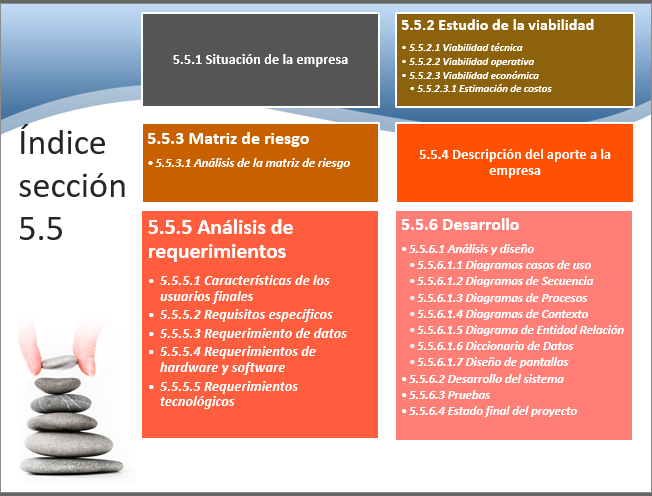 Índice
sección
5.5
5.5.1 Situación de la empresa
5.5.2 Estudio de la viabilidad
• 5.5.2.1 Viabilidad técnica
• 5.5.2.2 Viabilidad operativa
• 5.5.2.3 Viabilidad económica
• 5.5.2.3.1 Estimación de costos
5.5.3 Matriz de riesgo
• 5.5.3.1 Análisis de la matriz de riesgo
5.5.4 Descripción del aporte a la
empresa
5.5.5 Análisis de
requerimientos
• 5.5.5.1 Características de los
usuarios finales
• 5.5.5.2 Requisitos específicos
• 5.5.5.3 Requerimiento de datos
• 5.5.5.4 Requerimientos de
hardware y software
• 5.5.5.5 Requerimientos
tecnológicos
5.5.6 Desarrollo
• 5.5.6.1 Análisis y diseño
• 5.5.6.1.1 Diagramas casos de uso
• 5.5.6.1.2 Diagramas de Secuencia
• 5.5.6.1.3 Diagramas de Procesos
• 5.5.6.1.4 Diagramas de Contexto
• 5.5.6.1.5 Diagrama de Entidad Relación
• 5.5.6.1.6 Diccionario de Datos
• 5.5.6.1.7 Diseño de pantallas
• 5.5.6.2 Desarrollo del sistema
• 5.5.6.3 Pruebas
• 5.5.6.4 Estado final del proyecto